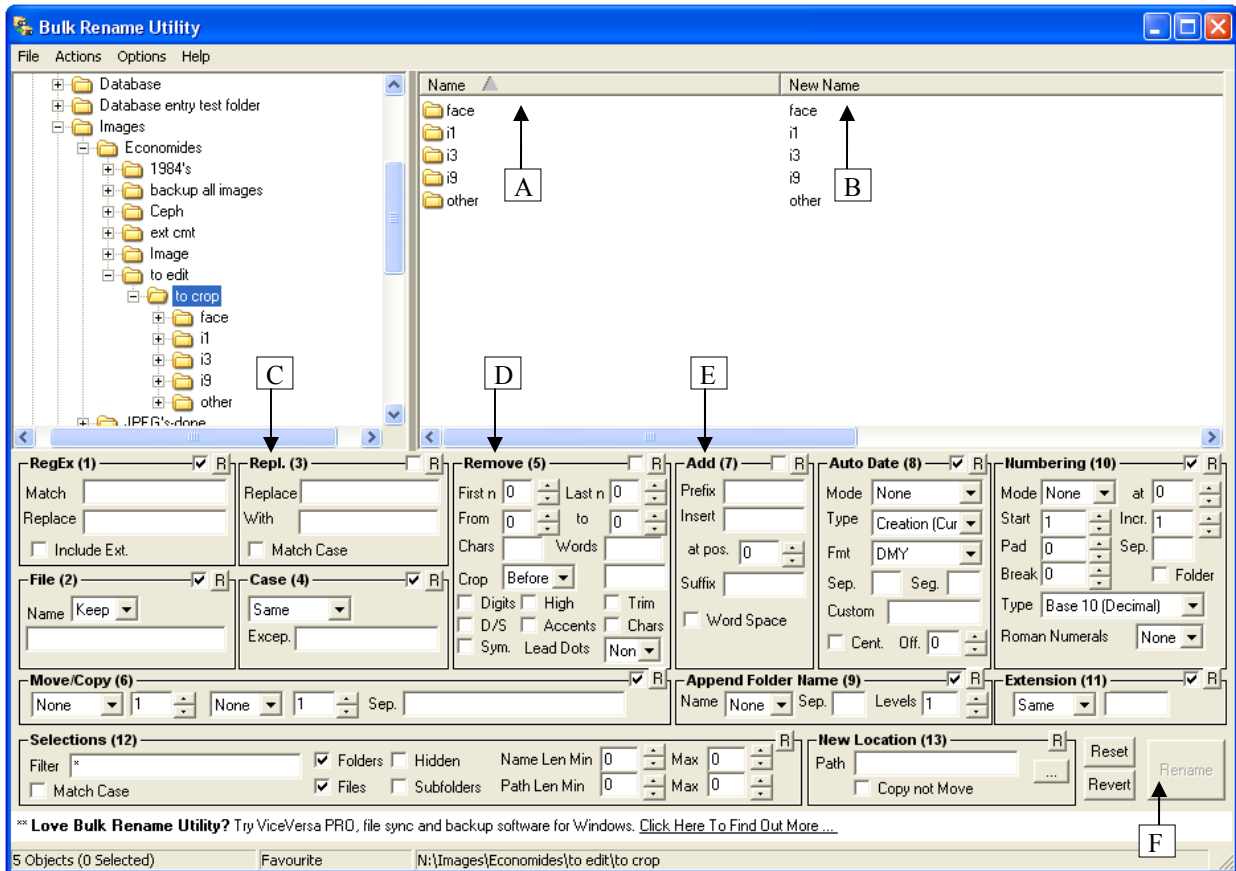 Bulk Rename Utility
File Actions Options Help
Database
Database entry test folder
Images
Economides
1984's
backup all images
Ceph
ext cmt
Image
to edit
to crop
face
i1
i3
i9
other
JPEG's-done
Name New Name
face face
i1 i1
i3 i3
i9 i9
other other
A B
C D E
RegEx (1) R
Match
Replace
Include Ext.
Repl. (3) R
Replace
With
Match Case
Remove (5) R
First n 0 Last n 0
From 0 to 0
Chars Words
Crop Before
Digits High Trim
D/S Accents Chars
Sym. Lead Dots Non
Add (7) R
Prefix
Insert
at pos. 0
Suffix
Word Space
Auto Date (8) R
Mode None
Type Creation (Cur
Fmt DMY
Sep. Seg.
Custom
Cent. Off. 0
Numbering (10) R
Mode None at 0
Start 1 Incr. 1
Pad 0 Sep.
Break 0 Folder
Type Base 10 (Decimal)
Roman Numerals None
File (2) R
Name Keep
Case (4) R
Same
Excep.
Move/Copy (6) R
None 1 None 1 Sep.
Append Folder Name (9) R
Name None Sep. Levels 1
Extension (11) R
Same
Selections (12) R
Filter * Folders Hidden Name Len Min 0 Max 0
Match Case Files Subfolders Path Len Min 0 Max 0
New Location (13) R
Path ...
Copy not Move
Reset
Revert
Rename
F
** Love Bulk Rename Utility? Try ViceVersa PRO, file sync and backup software for Windows. Click Here To Find Out More ...
5 Objects (0 Selected) Favourite N:\Images\Economides\to edit\to crop